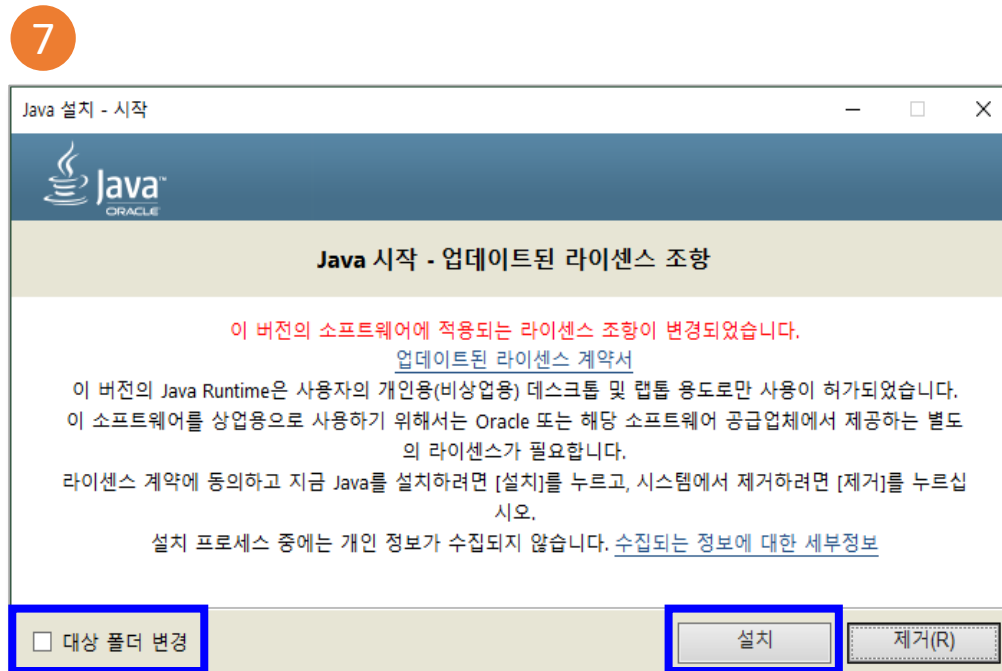 7
Java 설치 - 시작
Java™
ORACLE
Java 시작 - 업데이트된 라이센스 조항
이 버전의 소프트웨어에 적용되는 라이센스 조항이 변경되었습니다.
업데이트된 라이센스 계약서
이 버전의 Java Runtime은 사용자의 개인용(비상업용) 데스크톱 및 랩톱 용도로만 사용이 허가되었습니다.
이 소프트웨어를 상업용으로 사용하기 위해서는 Oracle 또는 해당 소프트웨어 공급업체에서 제공하는 별도
의 라이센스가 필요합니다.
라이센스 계약에 동의하고 지금 Java를 설치하려면 [설치]를 누르고, 시스템에서 제거하려면 [제거]를 누르십
시오.
설치 프로세스 중에는 개인 정보가 수집되지 않습니다. 수집되는 정보에 대한 세부정보
대상 폴더 변경 설치 제거(R)